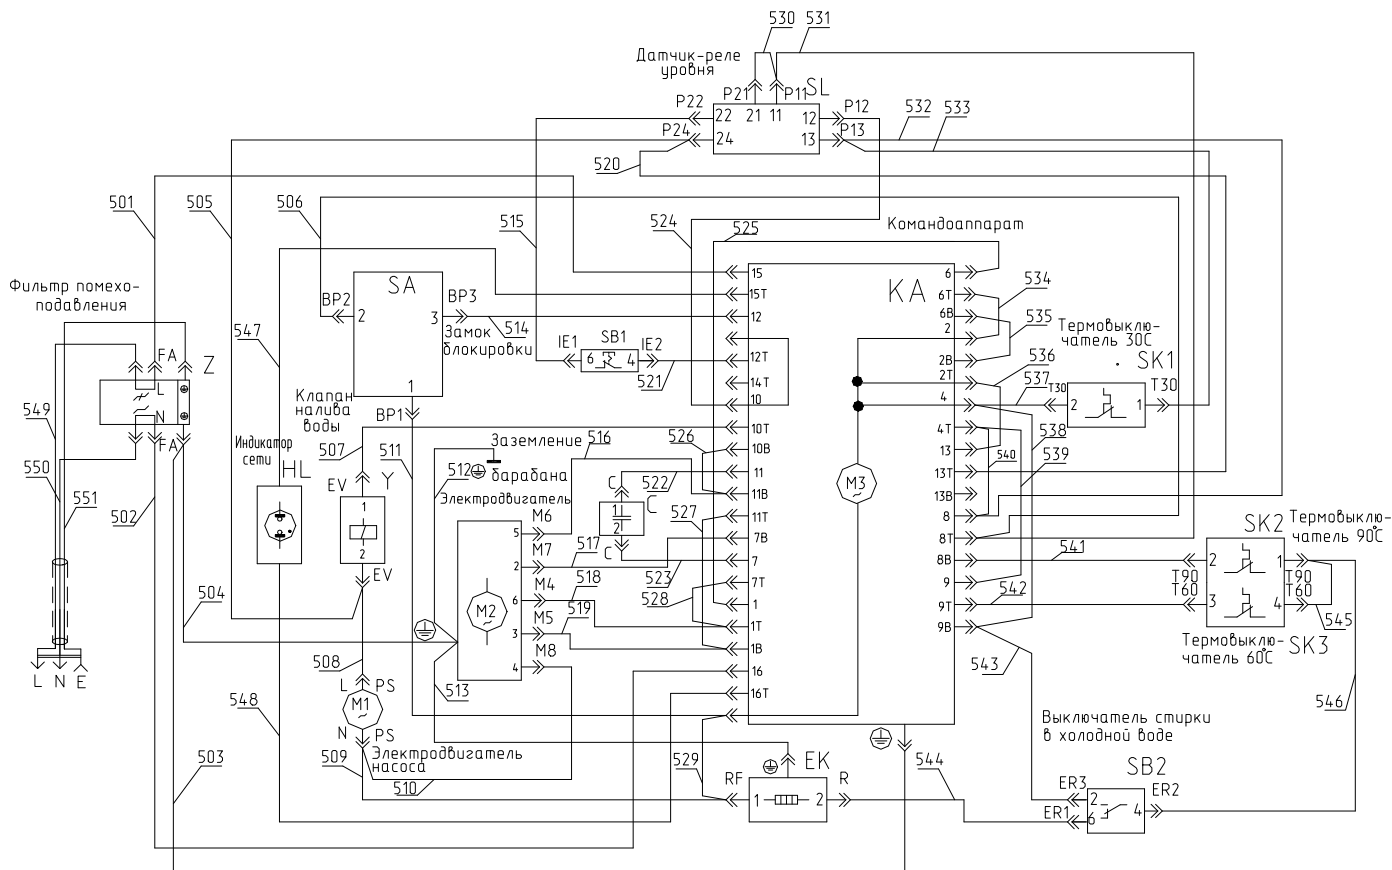 530 531
Датчик-реле
уровня
SL
P21 P11
P22 P12
22 21 11 12
P24 P13
24 13
532 533
520
501 505 506 515 524 525
Командоаппарат
Фильтр помехо-
подавления
SA
BP2 BP3
2 3
1
BP1
514
Замок
блокировки
IE1 SB1 IE2
6 4
521
KA
15
15T
12
12T
14T
10
10T
10B
11
11B
11T
7B
7
7T
1
1T
1B
16
16T
6
6T
6B
2
2B
2T
4
4T
13
13T
13B
8
8T
8B
9
9T
9B
M3
~
534
535
536
537
538
539
540
Термовыклю-
чатель 30С
SK1
T30 2 1 T30
547
FA Z
L
N
FA
549
550
551
502
504
503
L N E
Клапан
налива
воды
Индикатор
сети
HL
507
511
512
EV Y
1
2
EV
Заземление
барабана
516
526
Электродвигатель
M6
5
M7
2
M4
6
M5
3
M8
4
M2
~
517
518
519
C
C
1
2
C
522
523
527
528
508
513
548
L PS
M1
~
N PS
509
510
Электродвигатель
насоса
529
RF EK R
1 2
544
541
542
543
SK2
Термовыклю-
чатель 90С
2 1
T90 T90
T60 T60
3 4
545
Термовыклю-
чатель 60С
SK3
546
Выключатель стирки
в холодной воде
SB2
ER3 ER2
2 4
ER1 6